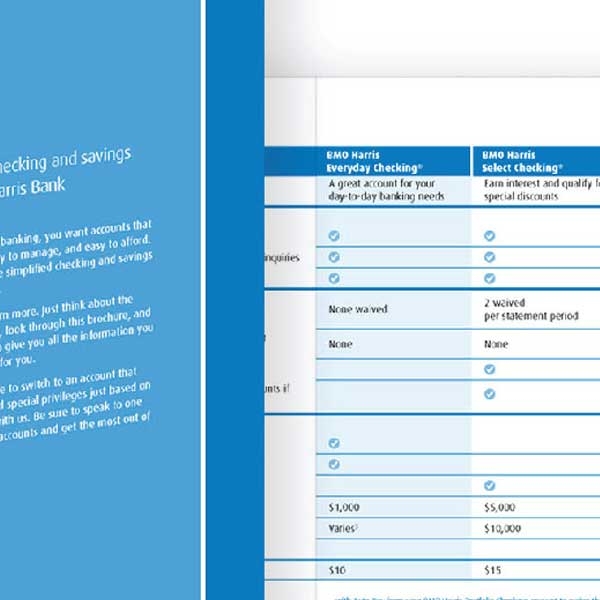 hecking and savings
arris Bank
banking, you want accounts that
y to manage, and easy to afford.
e simplified checking and savings
rn more. Just think about the
, look through this brochure, and
give you all the information you
for you.
e to switch to an account that
d special privileges just based on
with us. Be sure to speak to one
accounts and get the most out of
BMO Harris
Everyday Checking®
BMO Harris
Select Checking®
A great account for your
day-to-day banking needs
Earn interest and qualify fo
special discounts
nquiries
None waived
2 waived
per statement period
None
None
unts if
$1,000
$5,000
Varies
$10,000
$10
$15